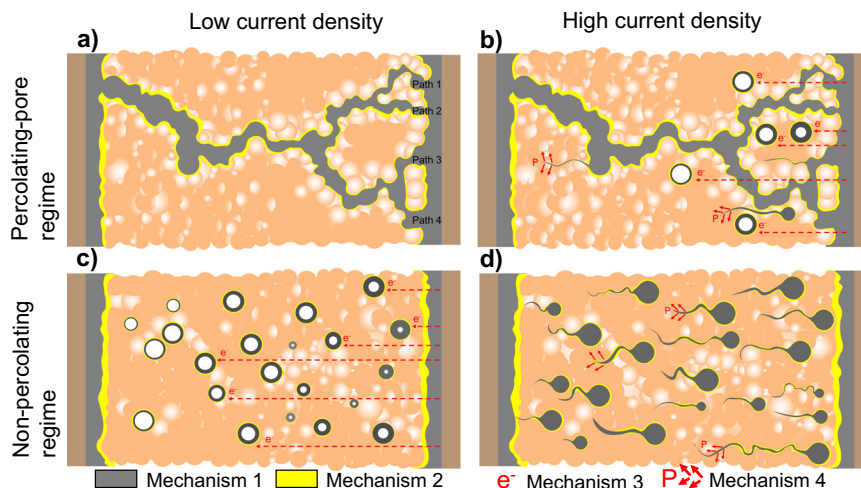 Low current density
High current density
a)
b)
Percolating-pore
regime
Path 1
Path 2
Path 3
Path 4
e-
e-
e-
e-
e-
P
P
c)
d)
Non-percolating
regime
e-
e-
e-
e-
e-
e-
P
P
P
Mechanism 1
Mechanism 2
e- Mechanism 3
P Mechanism 4